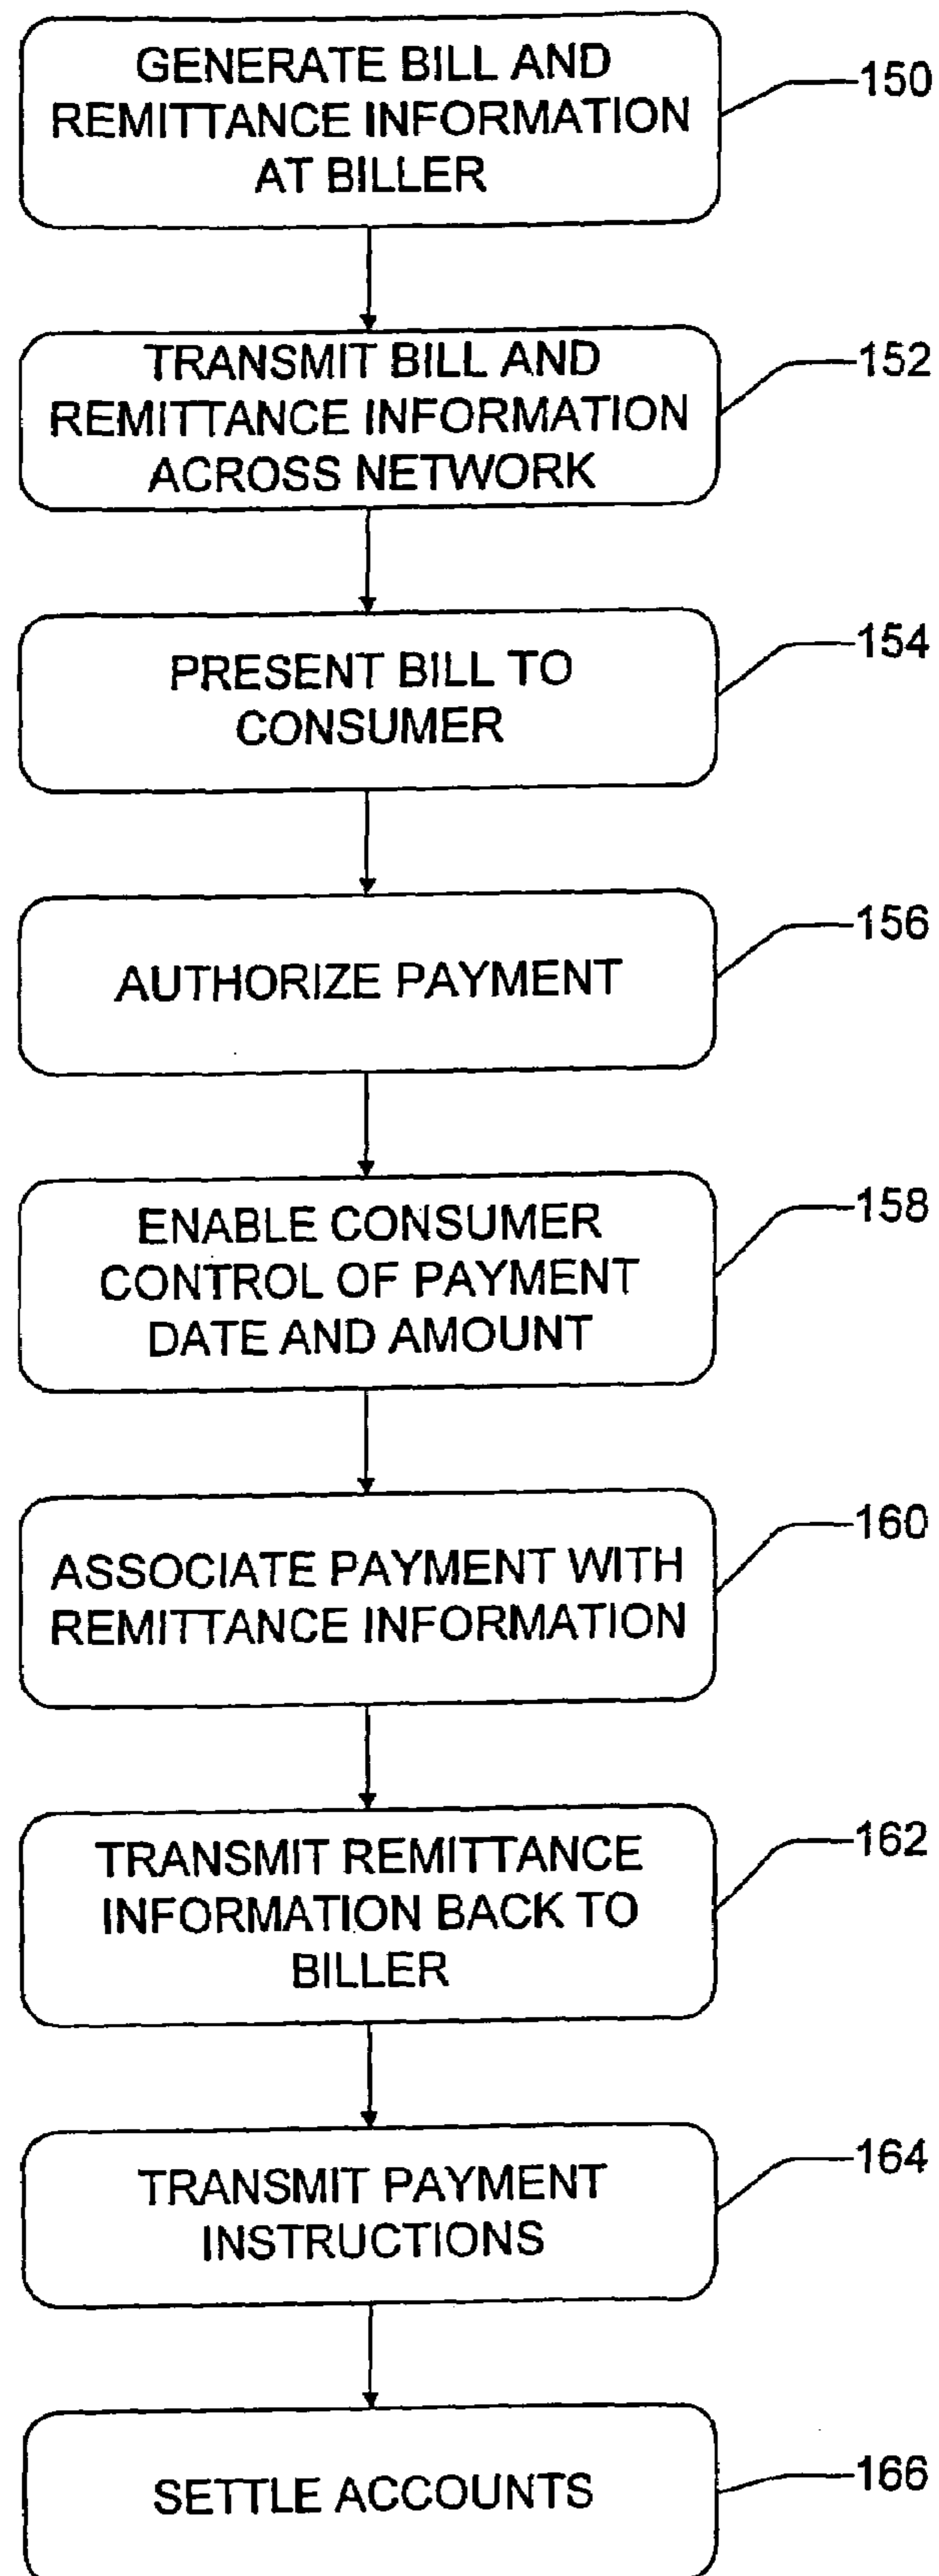 GENERATE BILL AND
REMITTANCE INFORMATION
AT BILLER
150
TRANSMIT BILL AND
REMITTANCE INFORMATION
ACROSS NETWORK
152
PRESENT BILL TO
CONSUMER
154
AUTHORIZE PAYMENT
156
ENABLE CONSUMER
CONTROL OF PAYMENT
DATE AND AMOUNT
158
ASSOCIATE PAYMENT WITH
REMITTANCE INFORMATION
160
TRANSMIT REMITTANCE
INFORMATION BACK TO
BILLER
162
TRANSMIT PAYMENT
INSTRUCTIONS
164
SETTLE ACCOUNTS
166